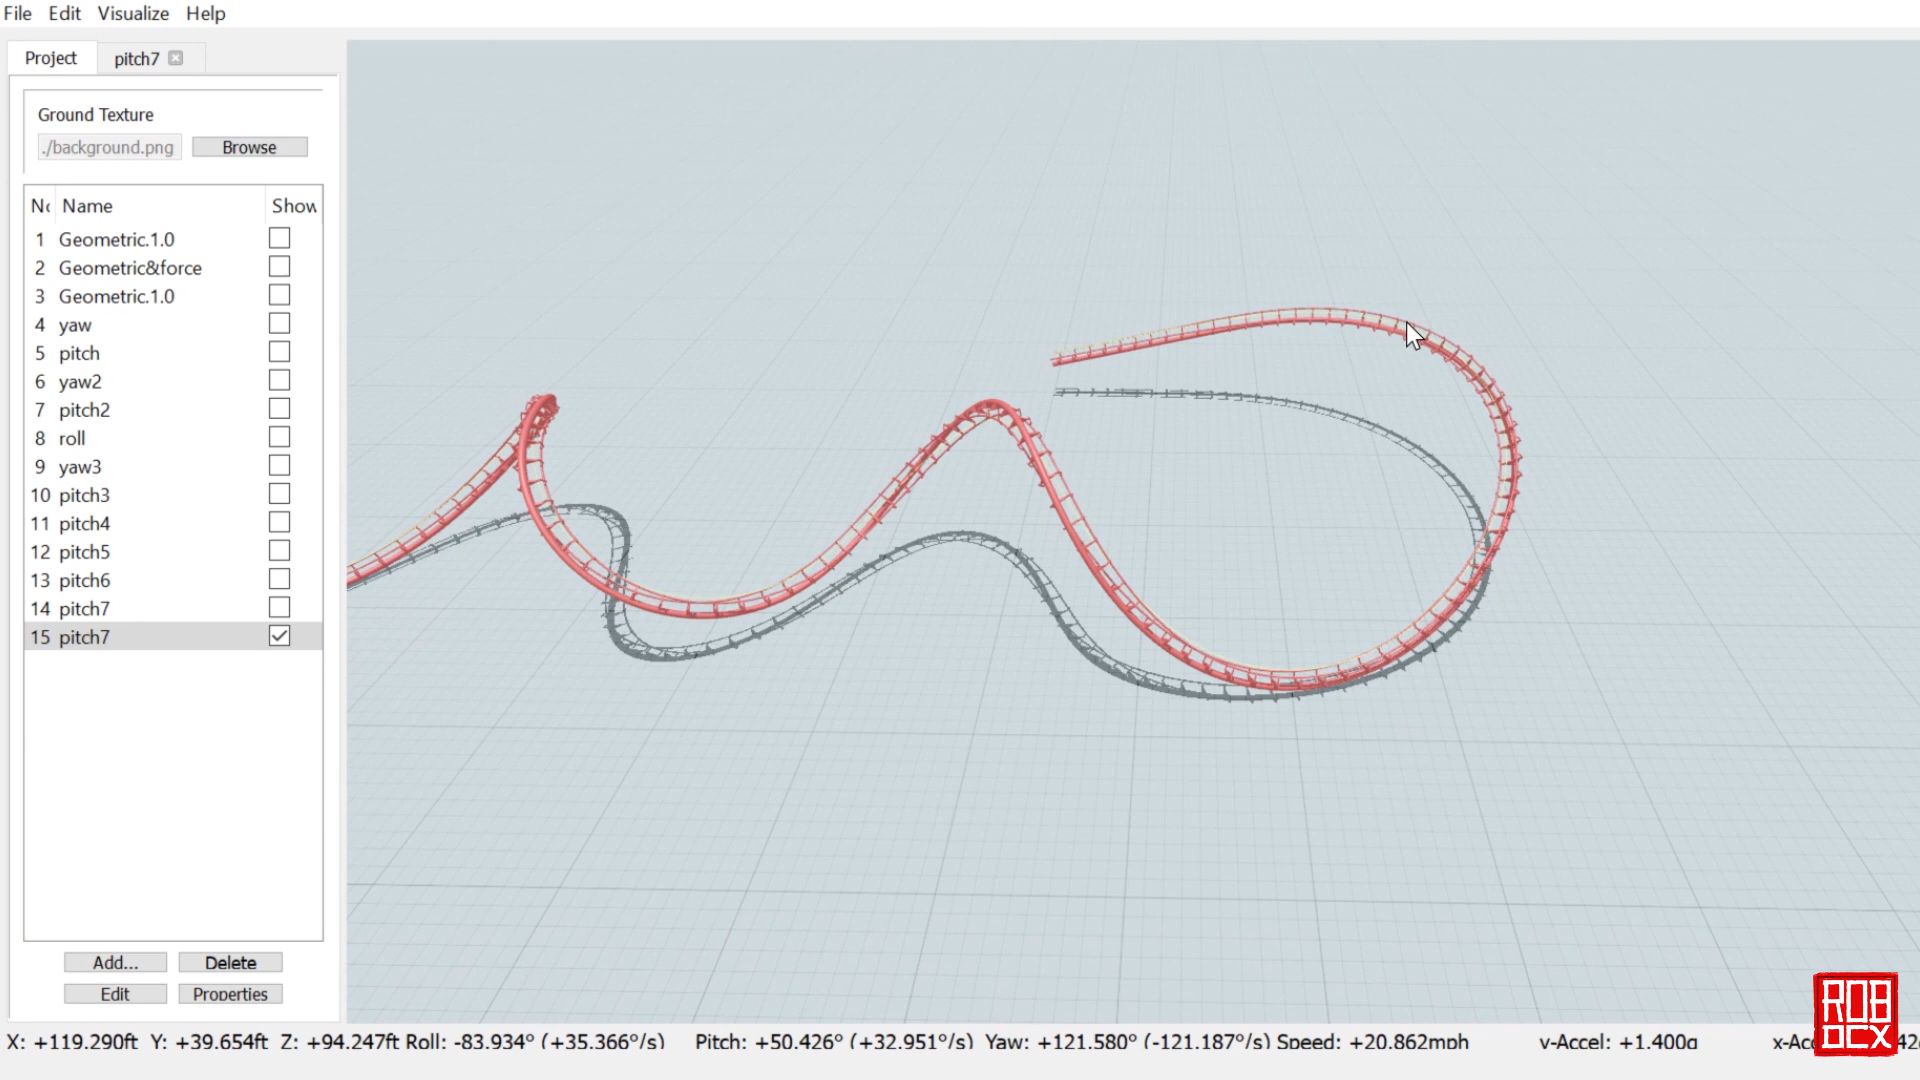 File Edit Visualize Help
Project pitch7
Ground Texture
./background.png Browse
Name Show
1 Geometric.1.0
2 Geometric&force
3 Geometric.1.0
4 yaw
5 pitch
6 yaw2
7 pitch2
8 roll
9 yaw3
10 pitch3
11 pitch4
12 pitch5
13 pitch6
14 pitch7
15 pitch7
Add... Delete
Edit Properties
X: +119.290ft Y: +39.654ft Z: +94.247ft Roll: -83.934° (+35.366°/s) Pitch: +50.426° (+32.951°/s) Yaw: +121.580° (-121.187°/s) Speed: +20.862mph y-Accel: +1.400g
ROB
DCX